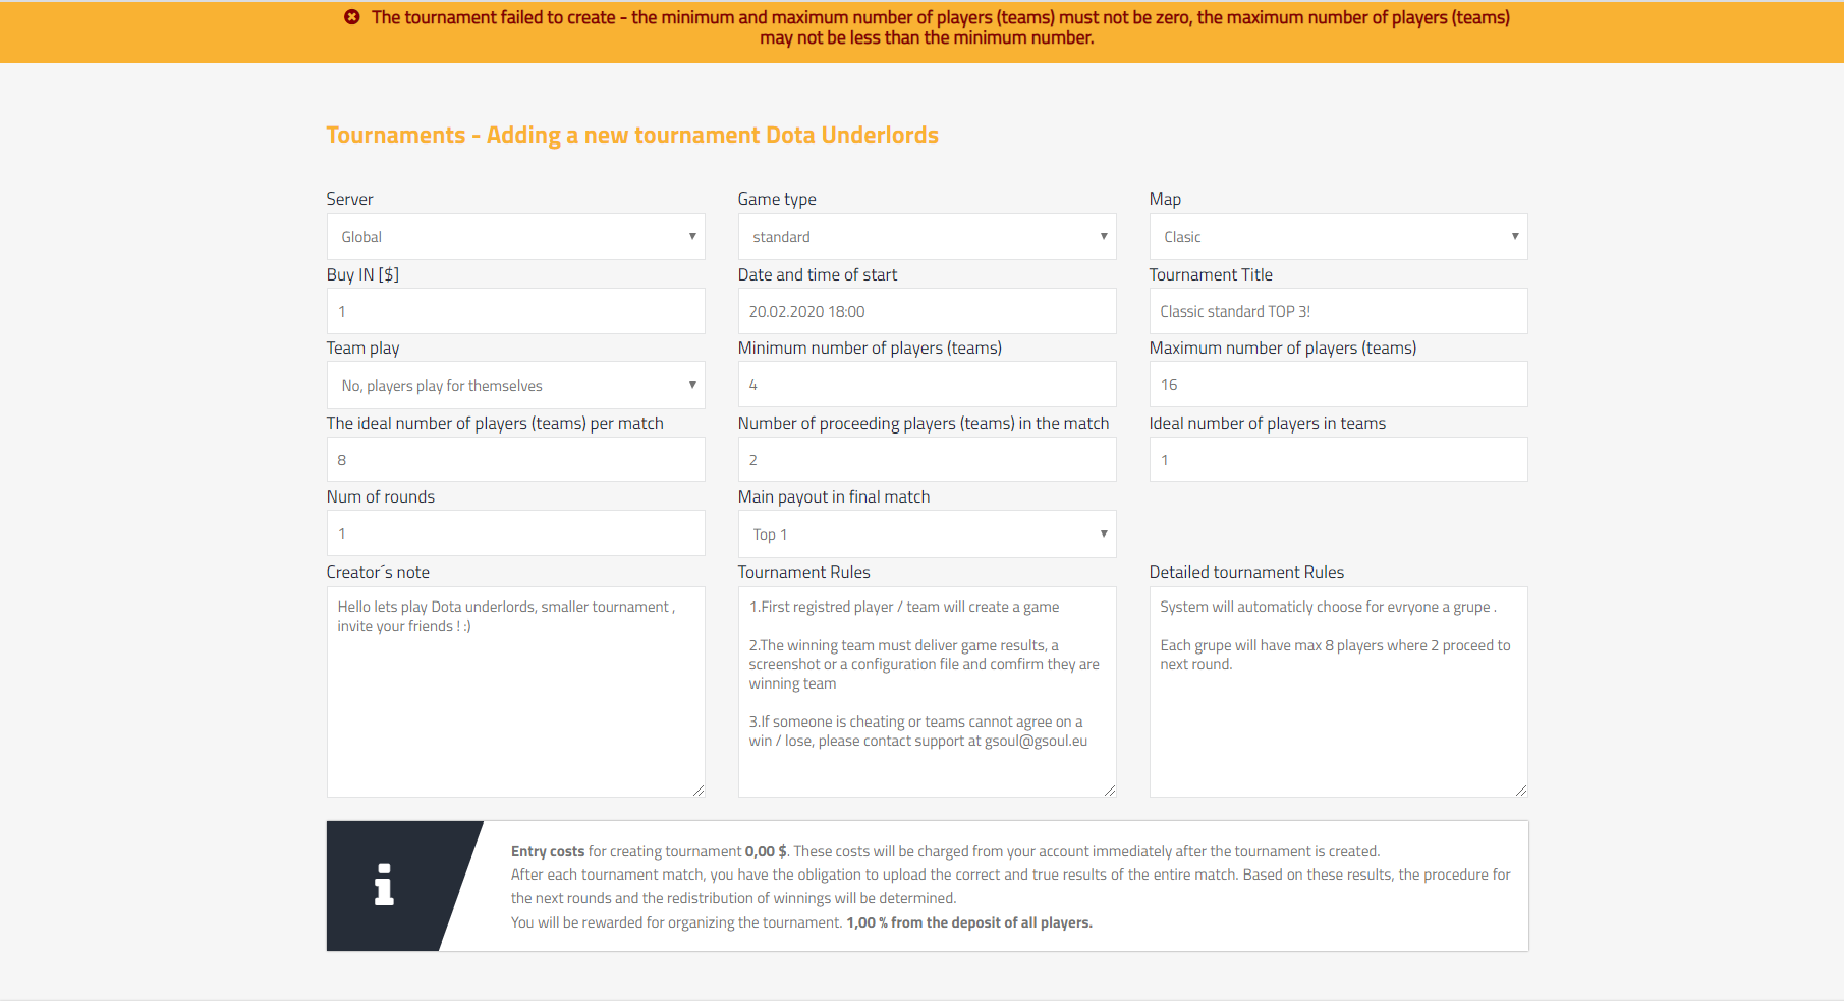 The tournament failed to create - the minimum and maximum number of players (teams) must not be zero, the maximum number of players (teams)
may not be less than the minimum number.
Tournaments - Adding a new tournament Dota Underlords
Server
Global
Game type
standard
Map
Clasic
Buy IN [$]
1
Date and time of start
20.02.2020 18:00
Tournament Title
Classic standard TOP 3!
Team play
No, players play for themselves
Minimum number of players (teams)
4
Maximum number of players (teams)
16
The ideal number of players (teams) per match
8
Number of proceeding players (teams) in the match
2
Ideal number of players in teams
1
Num of rounds
1
Main payout in final match
Top 1
Creator´s note
Hello lets play Dota underlords, smaller tournament ,
invite your friends ! :)
Tournament Rules
1.First registred player / team will create a game
2.The winning team must deliver game results, a
screenshot or a configuration file and comfirm they are
winning team
3.If someone is cheating or teams cannot agree on a
win / lose, please contact support at gsoul@gsoul.eu
Detailed tournament Rules
System will automaticly choose for evryone a grupe .
Each grupe will have max 8 players where 2 proceed to
next round.
Entry costs for creating tournament 0,00 $. These costs will be charged from your account immediately after the tournament is created.
After each tournament match, you have the obligation to upload the correct and true results of the entire match. Based on these results, the procedure for
the next rounds and the redistribution of winnings will be determined.
You will be rewarded for organizing the tournament. 1,00 % from the deposit of all players.